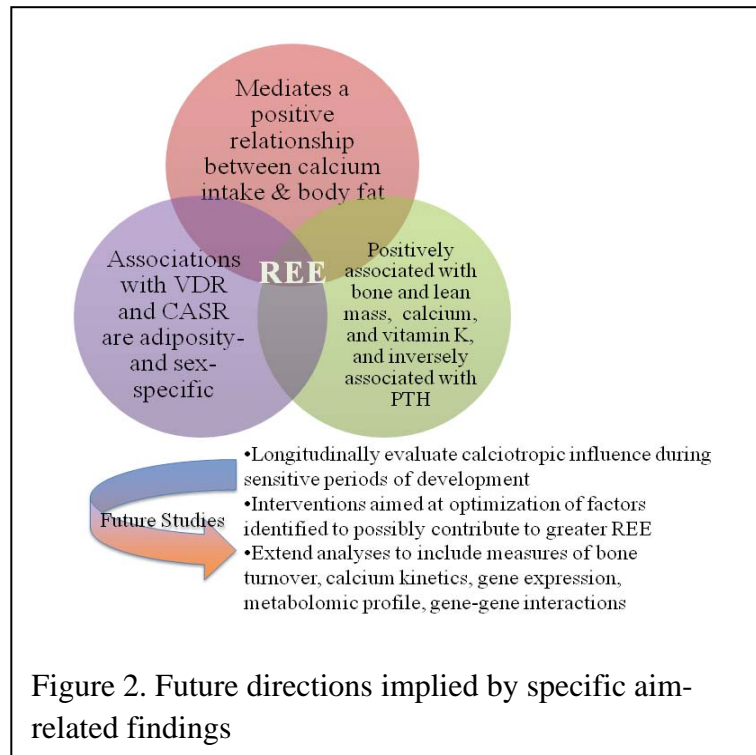 Mediates a
positive
relationship
between calcium
intake & body fat
Associations
with VDR
and CASR
are adiposity-
and sex-
specific
REE
Positively
associated with
bone and lean
mass, calcium,
and vitamin K,
and inversely
associated with
PTH
Future Studies
•Longitudinally evaluate calciotropic influence during
sensitive periods of development
•Interventions aimed at optimization of factors
identified to possibly contribute to greater REE
•Extend analyses to include measures of bone
turnover, calcium kinetics, gene expression,
metabolomic profile, gene-gene interactions
Figure 2. Future directions implied by specific aim-
related findings